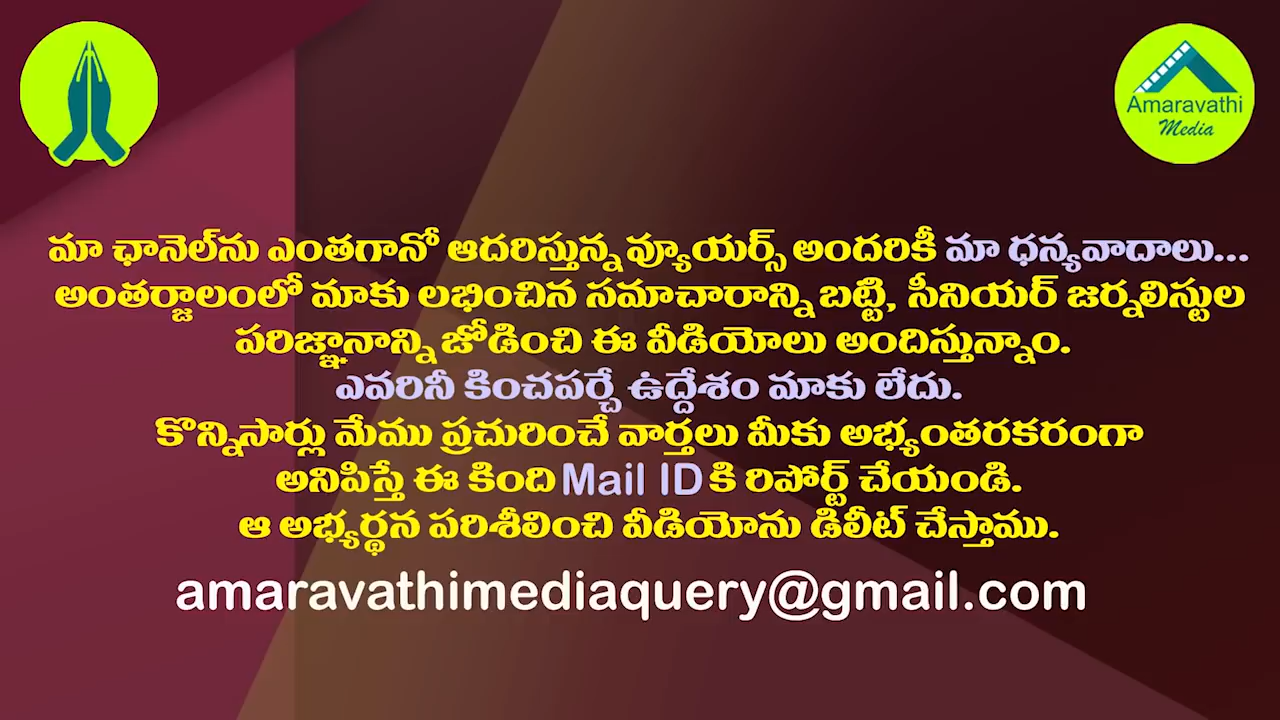 Amaravathi
Media
మా ఛానెల్‌ను ఎంతగానో ఆదరిస్తున్న వ్యూయర్స్ అందరికీ మా ధన్యవాదాలు...
అంతర్జాలంలో మాకు లభించిన సమాచారాన్ని బట్టి, సీనియర్ జర్నలిస్టుల
పరిజ్ఞానాన్ని జోడించి ఈ వీడియోలు అందిస్తున్నాం.
ఎవరినీ కించపర్చే ఉద్దేశం మాకు లేదు.
కొన్నిసార్లు మేము ప్రచురించే వార్తలు మీకు అభ్యంతరకరంగా
అనిపిస్తే ఈ కింది Mail ID కి రిపోర్ట్ చేయండి.
ఆ అభ్యర్థన పరిశీలించి వీడియోను డిలీట్ చేస్తాము.
amaravathimediaquery@gmail.com